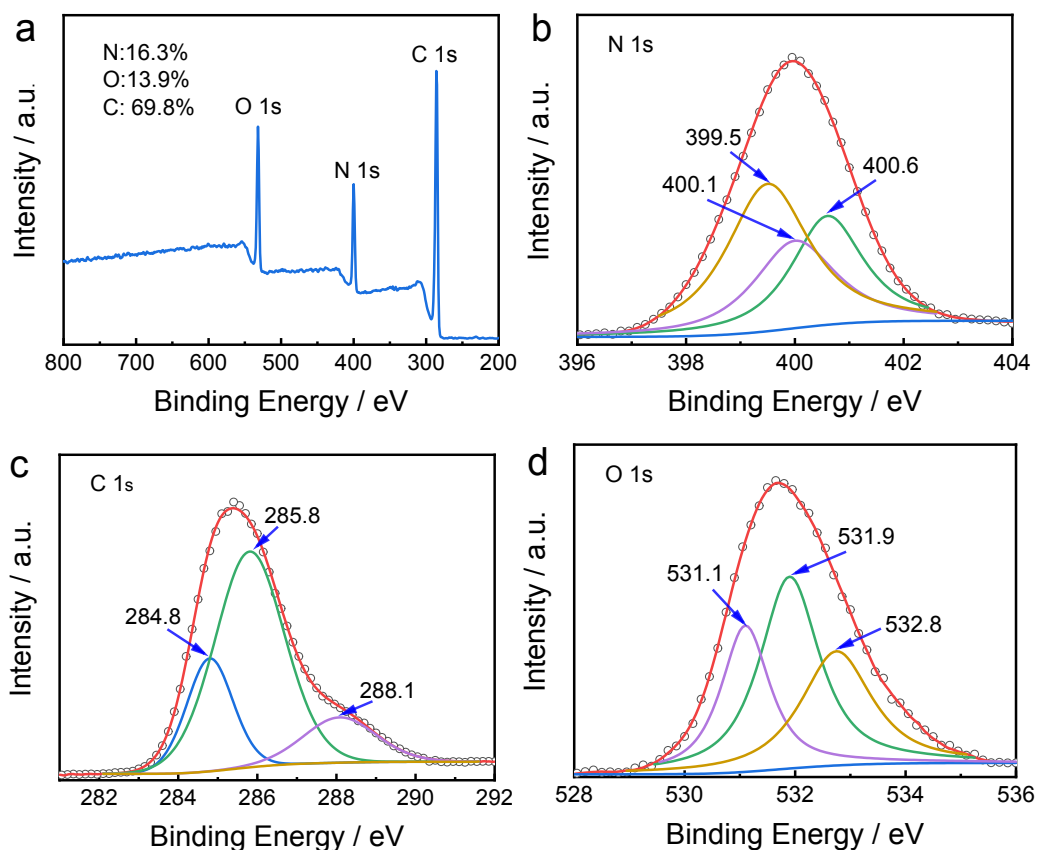 a
N:16.3%
O:13.9%
C: 69.8%
O 1s
N 1s
C 1s
Intensity / a.u.
800 700 600 500 400 300 200
Binding Energy / eV
b
N 1s
399.5
400.1
400.6
Intensity / a.u.
396 398 400 402 404
Binding Energy / eV
c
C 1s
285.8
284.8
288.1
Intensity / a.u.
282 284 286 288 290 292
Binding Energy / eV
d
O 1s
531.1
531.9
532.8
Intensity / a.u.
528 530 532 534 536
Binding Energy / eV